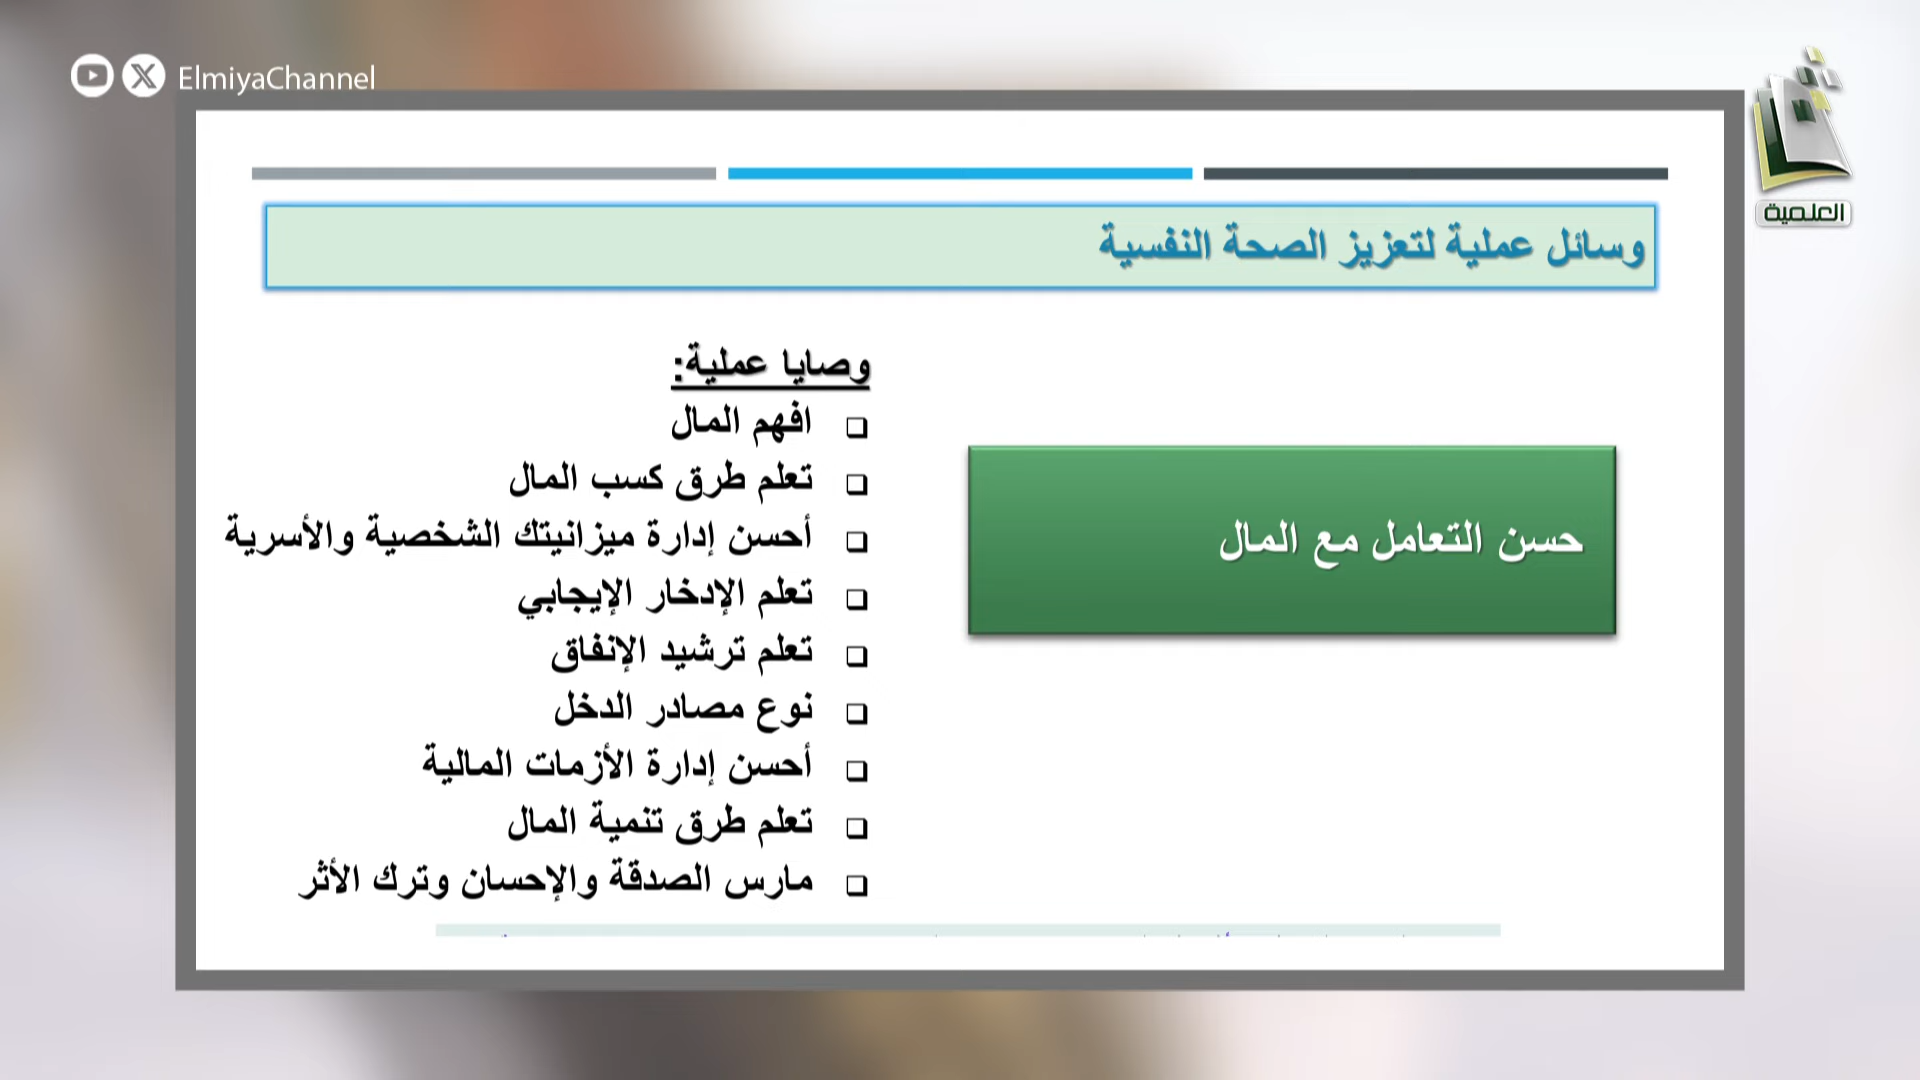 ElmiyaChannel
العلمية
وسائل عملية لتعزيز الصحة النفسية
حسن التعامل مع المال
وصايا عملية:
افهم المال
تعلم طرق كسب المال
أحسن إدارة ميزانيتك الشخصية والأسرية
تعلم الإدخار الإيجابي
تعلم ترشيد الإنفاق
نوع مصادر الدخل
أحسن إدارة الأزمات المالية
تعلم طرق تنمية المال
مارس الصدقة والإحسان وترك الأثر